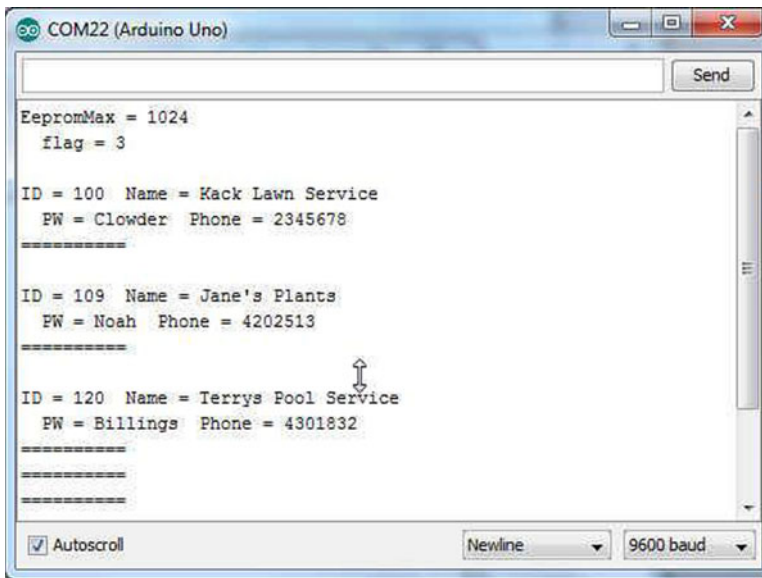 COM22 (Arduino Uno)
Send
EepromMax = 1024
flag = 3
ID = 100 Name = Kack Lawn Service
PW = Clowder Phone = 2345678
==========
ID = 109 Name = Jane's Plants
PW = Noah Phone = 4202513
==========
ID = 120 Name = Terrys Pool Service
PW = Billings Phone = 4301832
==========
==========
==========
Autoscroll Newline 9600 baud